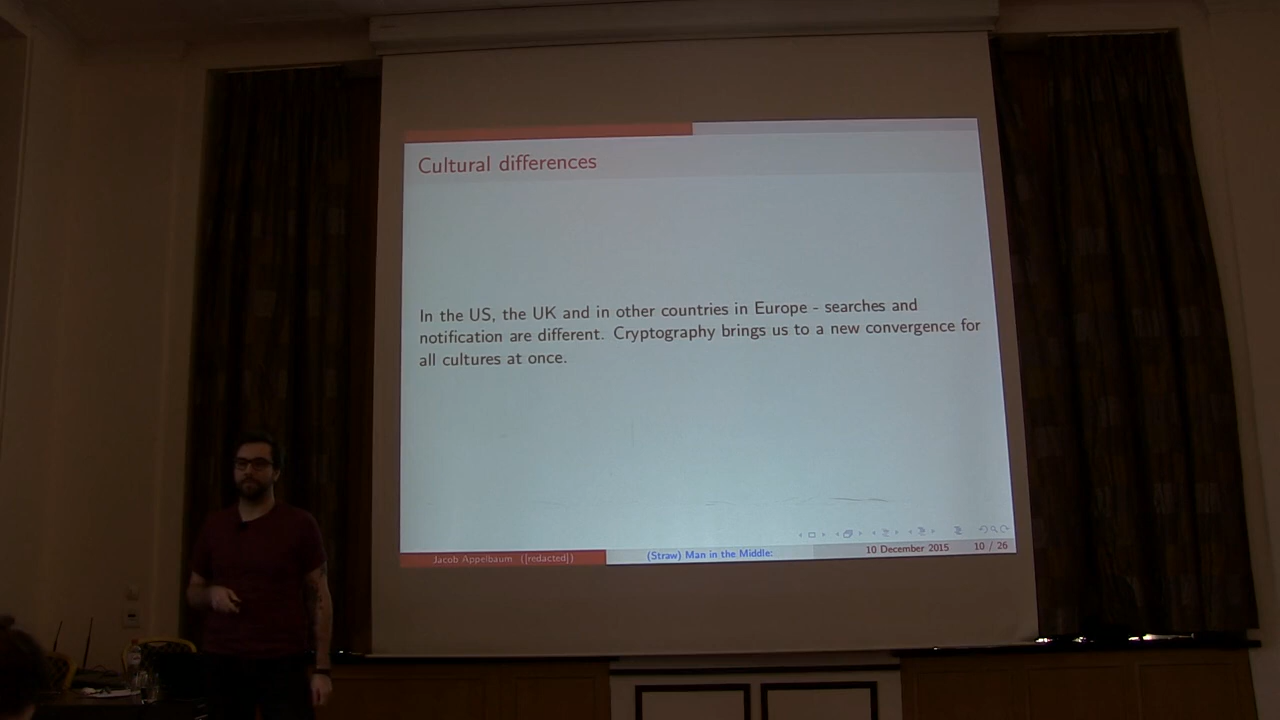 Cultural differences
In the US, the UK and in other countries in Europe - searches and
notification are different. Cryptography brings us to a new convergence for
all cultures at once.
Jacob Appelbaum ([redacted])
(Straw) Man in the Middle:
10 December 2015
10 / 26